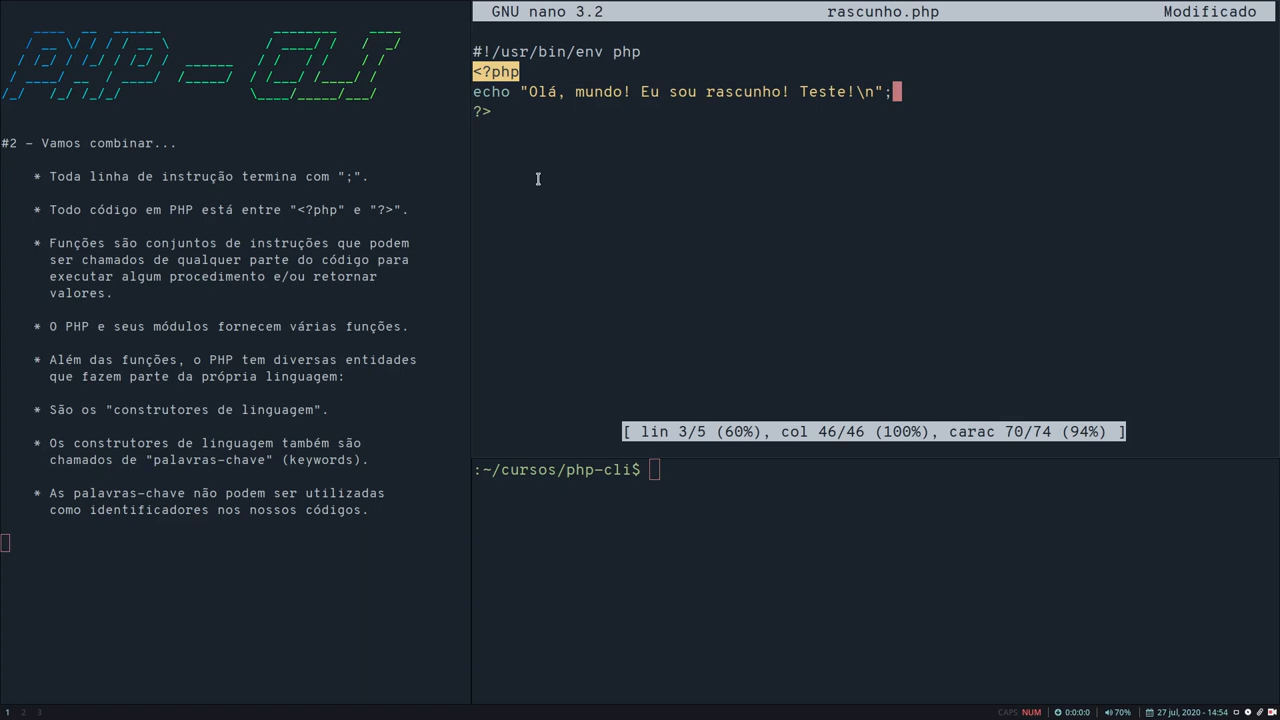 PHP - CLI
#2 - Vamos combinar...
* Toda linha de instrução termina com ";".
* Todo código em PHP está entre "<?php" e "?>".
* Funções são conjuntos de instruções que podem
ser chamados de qualquer parte do código para
executar algum procedimento e/ou retornar
valores.
* O PHP e seus módulos fornecem várias funções.
* Além das funções, o PHP tem diversas entidades
que fazem parte da própria linguagem:
* São os "construtores de linguagem".
* Os construtores de linguagem também são
chamados de "palavras-chave" (keywords).
* As palavras-chave não podem ser utilizadas
como identificadores nos nossos códigos.
GNU nano 3.2 rascunho.php Modificado
#!/usr/bin/env php
<?php
echo "Olá, mundo! Eu sou rascunho! Teste!\n";
?>
[ lin 3/5 (60%), col 46/46 (100%), carac 70/74 (94%) ]
:~/cursos/php-cli$
1 2 3 CAPS NUM 0:0:0:0 70% 27 jul, 2020 - 14:54